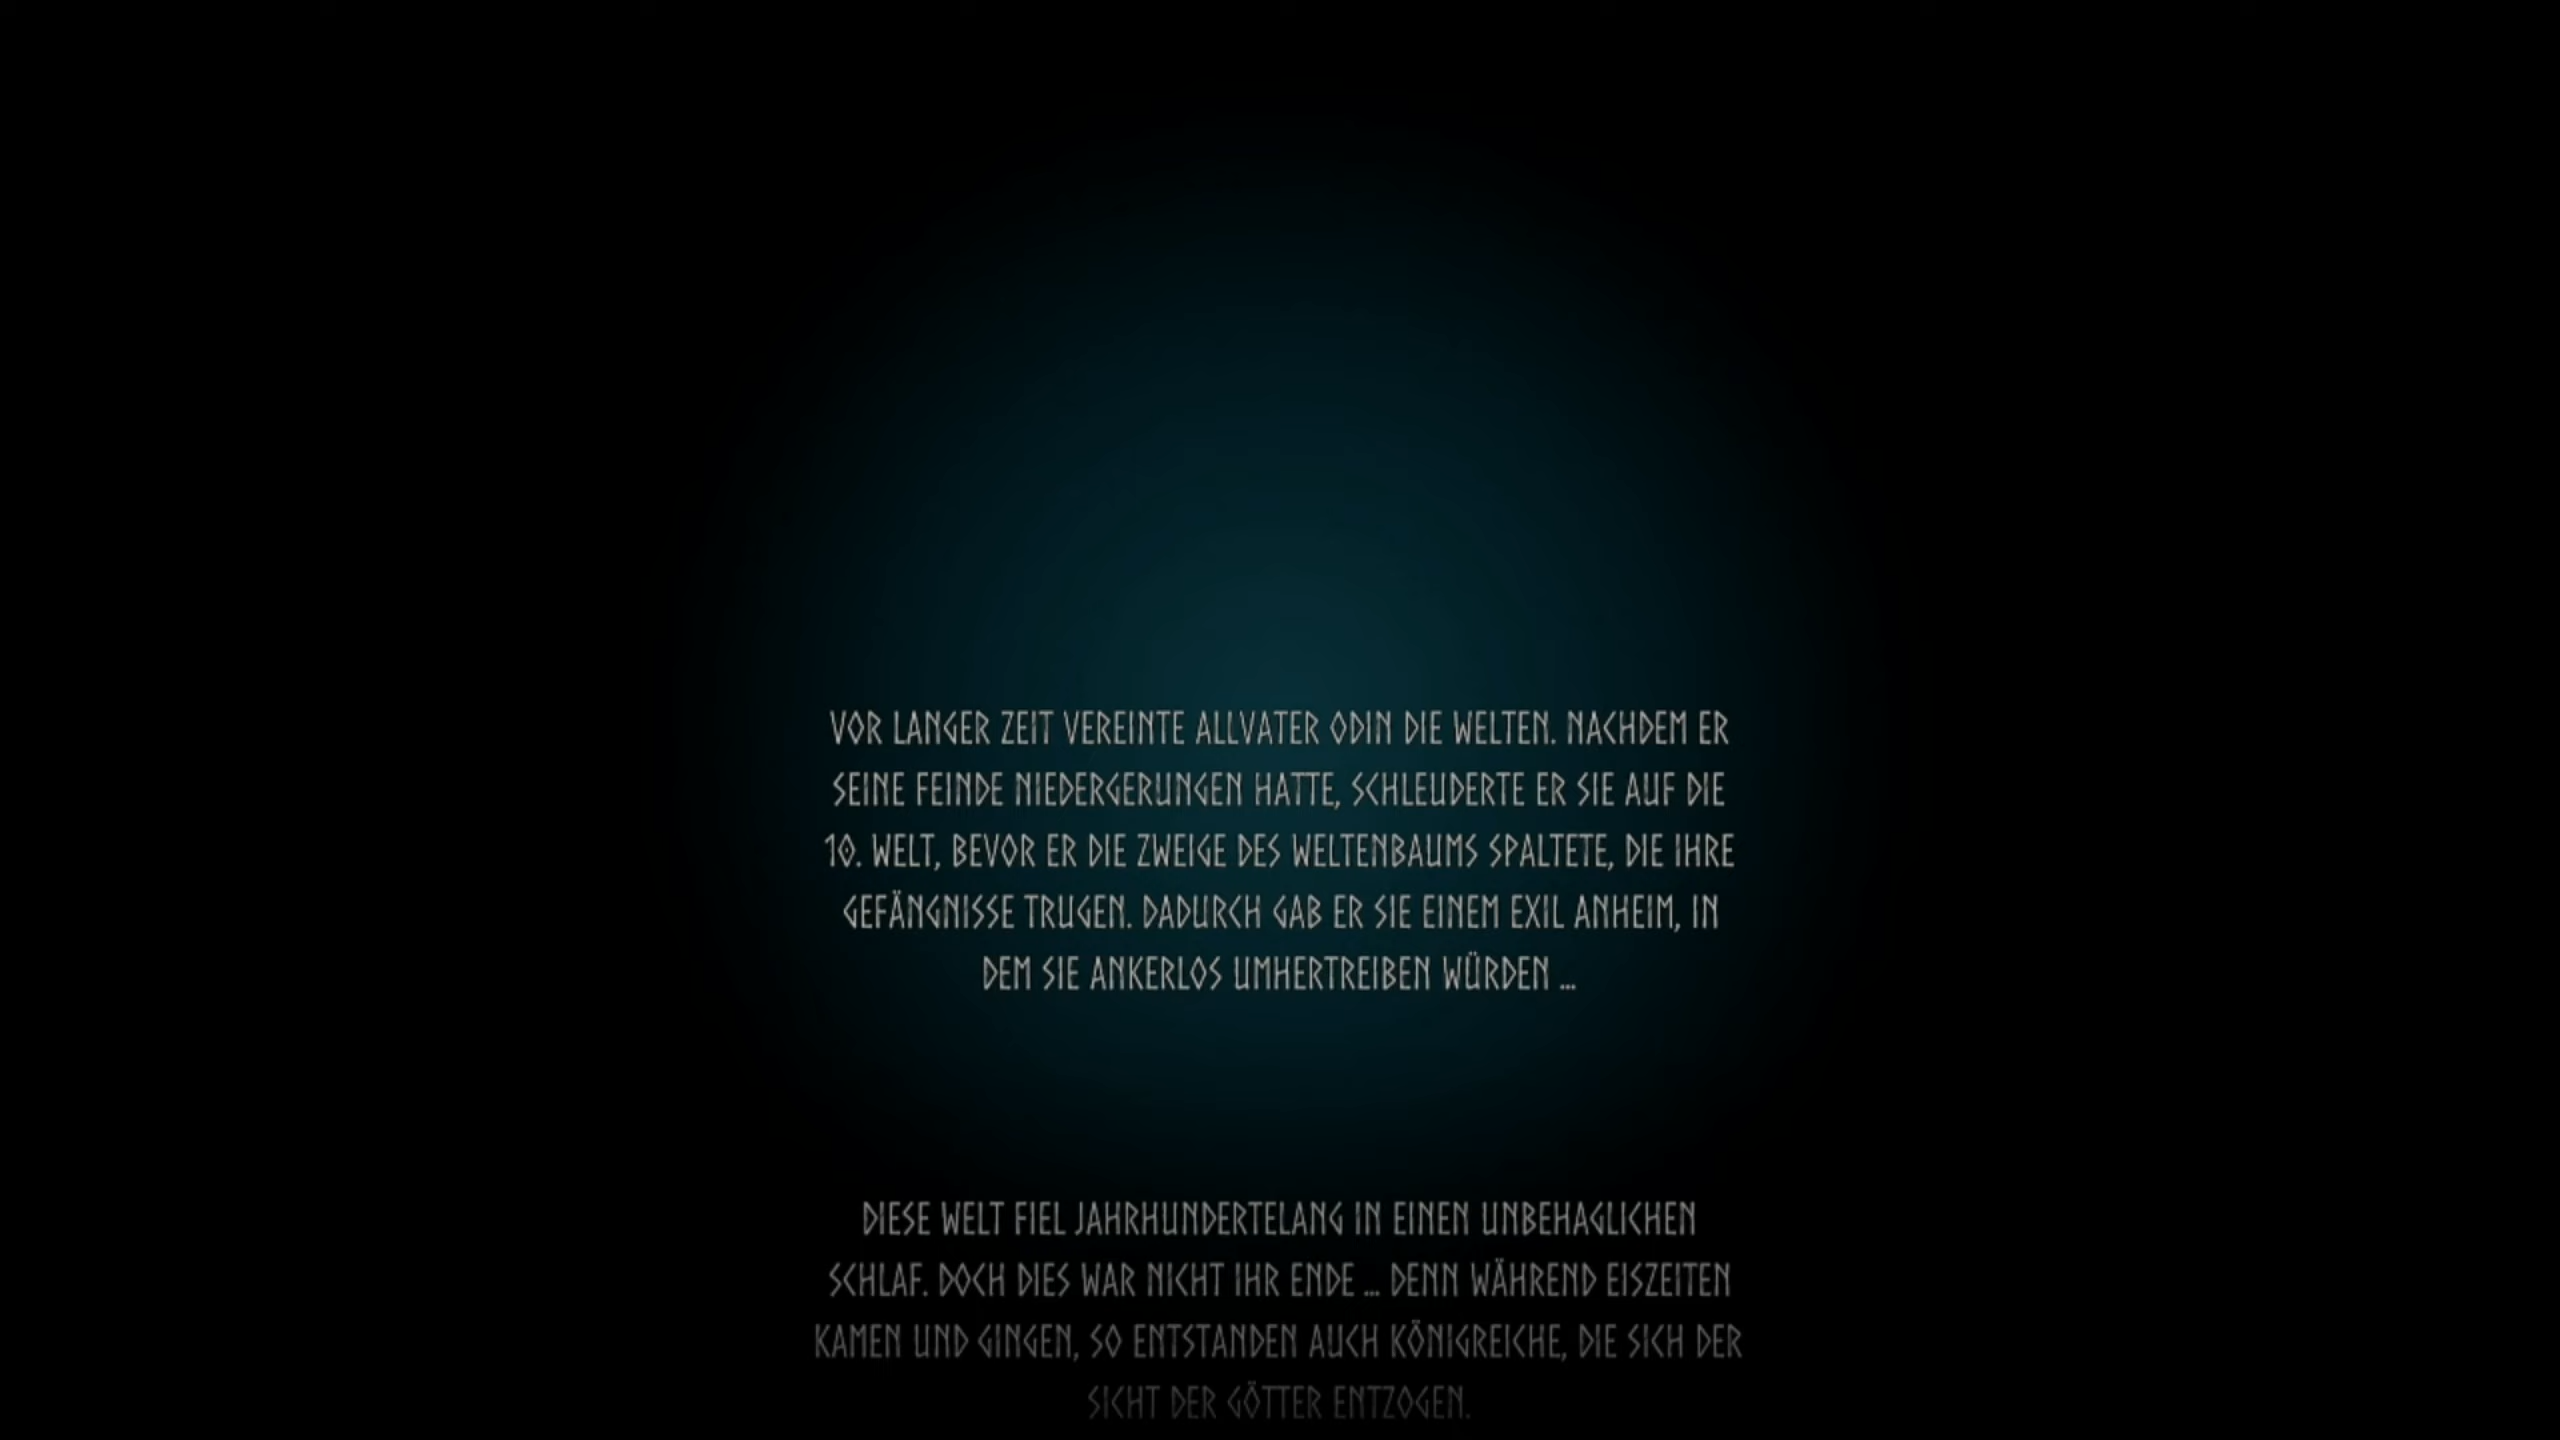 VOR LANGER ZEIT VEREINTE ALLVATER ODIN DIE WELTEN. NACHDEM ER
SEINE FEINDE NIEDERGERUNGEN HATTE, SCHLEUDERTE ER SIE AUF DIE
10. WELT, BEVOR ER DIE ZWEIGE DES WELTENBAUMS SPALTETE, DIE IHRE
GEFÄNGNISSE TRUGEN. DADURCH GAB ER SIE EINEM EXIL ANHEIM, IN
DEM SIE ANKERLOS UMHERTREIBEN WÜRDEN ...
DIESE WELT FIEL JAHRHUNDERTELANG IN EINEN UNBEHAGLICHEN
SCHLAF. DOCH DIES WAR NICHT IHR ENDE ... DENN WÄHREND EISZEITEN
KAMEN UND GINGEN, SO ENTSTANDEN AUCH KÖNIGREICHE, DIE SICH DER
SICHT DER GÖTTER ENTZOGEN.